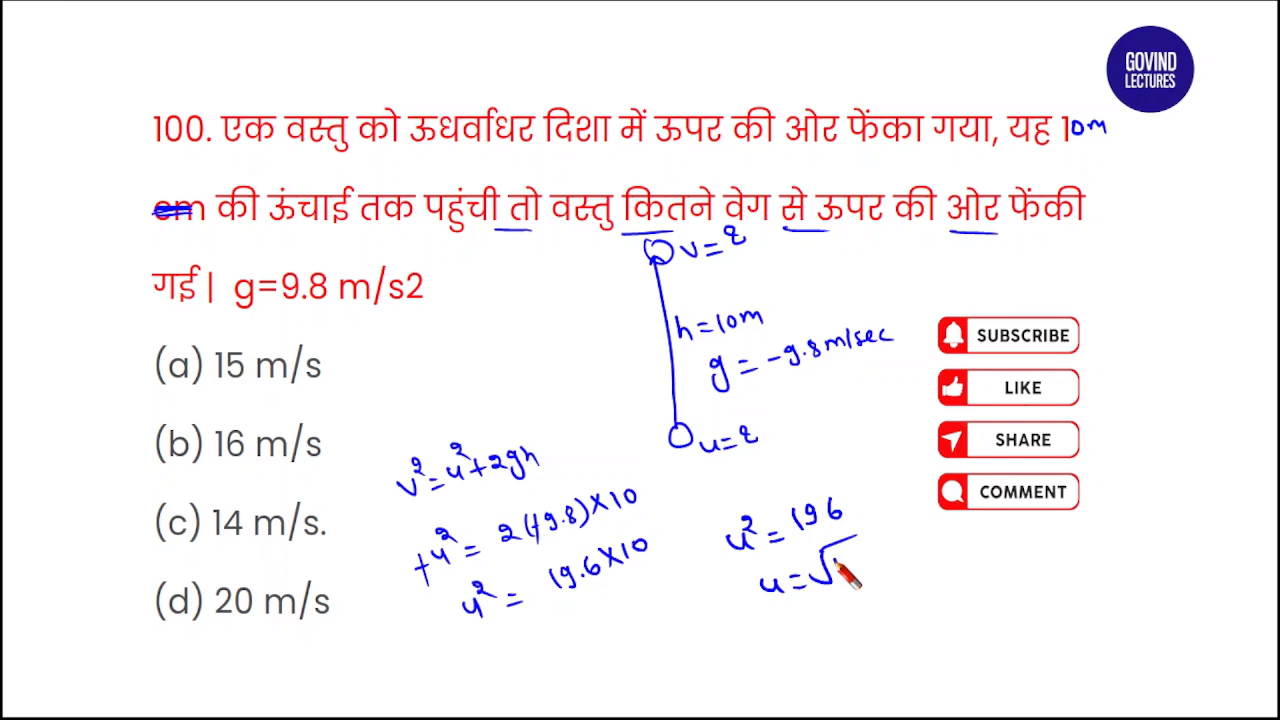 GOVIND
LECTURES
100. एक वस्तु को ऊधर्वाधर दिशा में ऊपर की ओर फेंका गया, यह 10m
cm की ऊंचाई तक पहुंची तो वस्तु कितने वेग से ऊपर की ओर फेंकी
गई | g=9.8 m/s2
(a) 15 m/s
(b) 16 m/s
(c) 14 m/s.
(d) 20 m/s
v=?
h=10m
g=-9.8m/sec
u=?
v²=u²+2gh
+u²= 2(+9.8)×10
u²= 19.6×10
u²=196
u=√
SUBSCRIBE
LIKE
SHARE
COMMENT